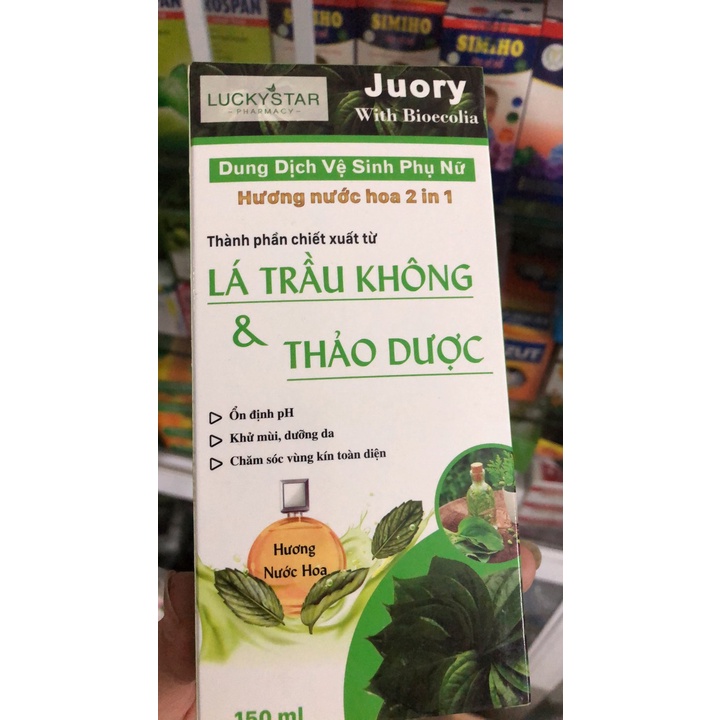 ROSPAN
SIMIHO
SIMIHO
LUCKYSTAR
PHARMACY
Juory
With Bioecolia
Dung Dịch Vệ Sinh Phụ Nữ
Hương nước hoa 2 in 1
Thành phần chiết xuất từ
LÁ TRẦU KHÔNG
&
THẢO DƯỢC
Ổn định pH
Khử mùi, dưỡng da
Chăm sóc vùng kín toàn diện
Hương
Nước Hoa
150 ml